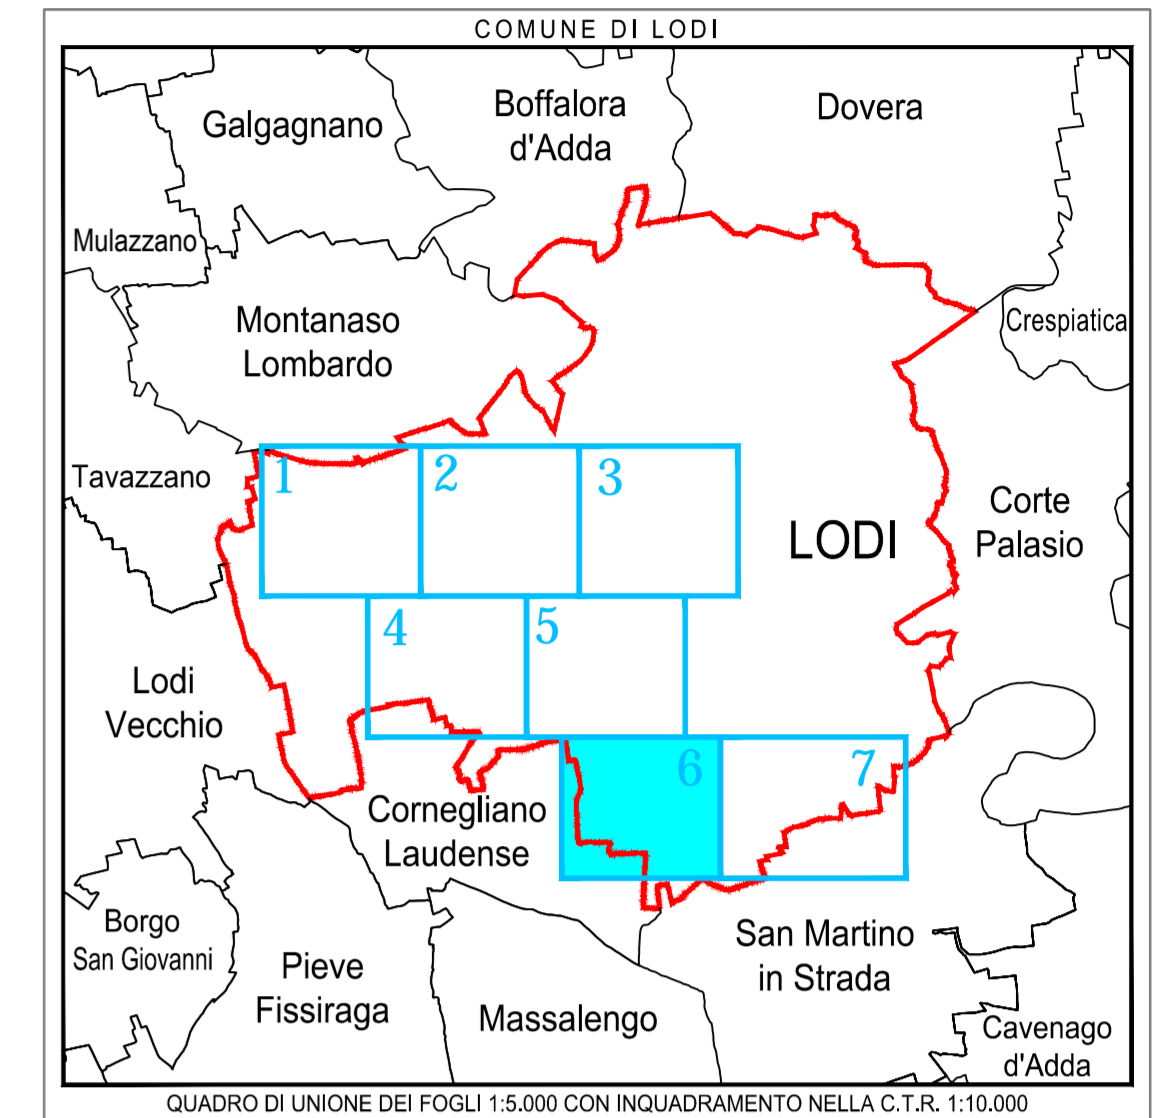 COMUNE DI LODI
Galgagnano
Boffalora
d'Adda
Dovera
Mulazzano
Montanaso
Lombardo
Crespiatica
Tavazzano
1
2
3
LODI
Corte
Palasio
4
5
Lodi
Vecchio
6
7
Cornegliano
Laudense
Borgo
San Giovanni
Pieve
Fissiraga
Massalengo
San Martino
in Strada
Cavenago
d'Adda
QUADRO DI UNIONE DEI FOGLI 1:5.000 CON INQUADRAMENTO NELLA C.T.R. 1:10.000